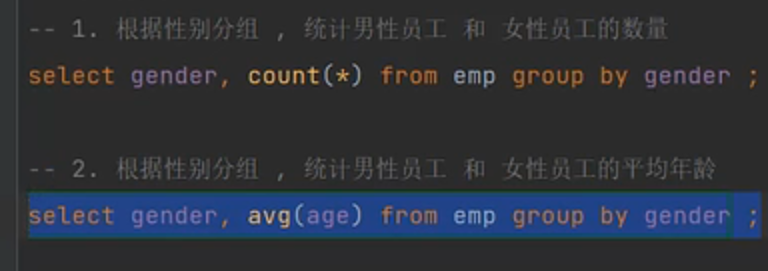 -- 1. 根据性别分组 , 统计男性员工 和 女性员工的数量
select gender, count(*) from emp group by gender ;
-- 2. 根据性别分组 , 统计男性员工 和 女性员工的平均年龄
select gender, avg(age) from emp group by gender ;